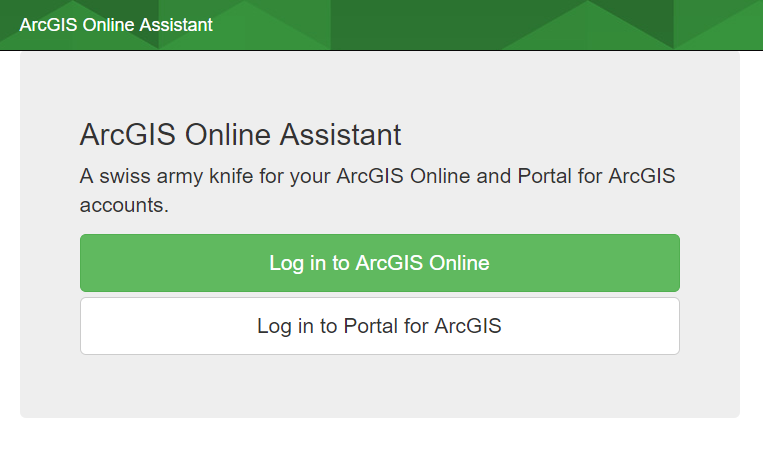 ArcGIS Online Assistant
ArcGIS Online Assistant
A swiss army knife for your ArcGIS Online and Portal for ArcGIS
accounts.
Log in to ArcGIS Online
Log in to Portal for ArcGIS